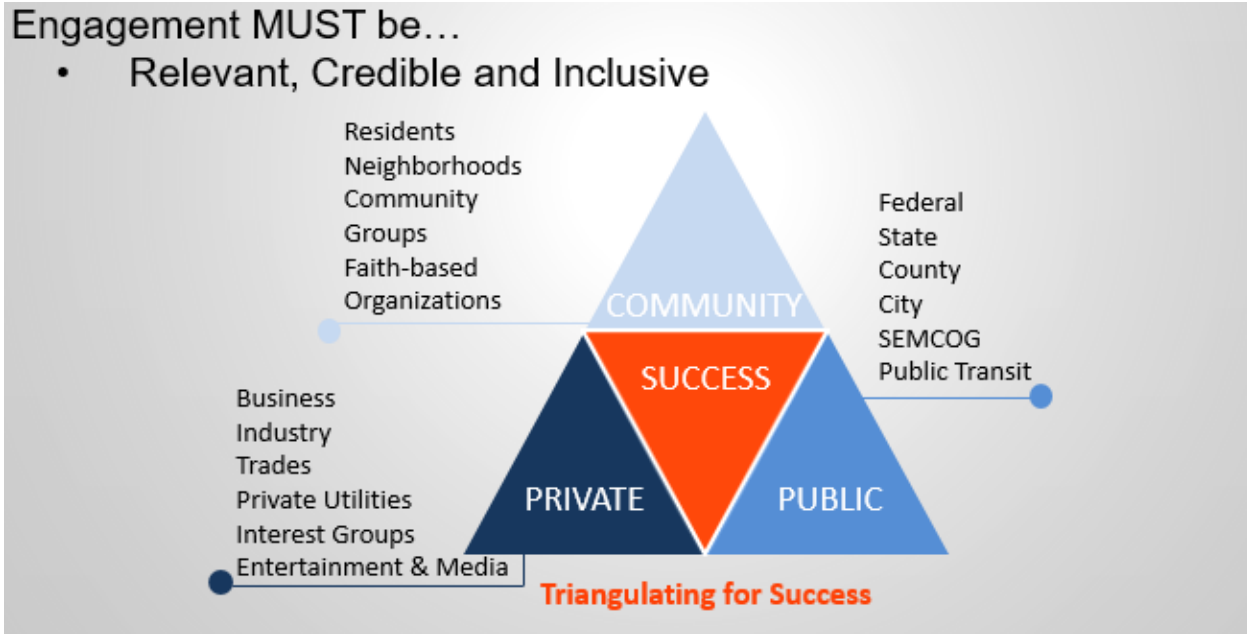 Engagement MUST be…
• Relevant, Credible and Inclusive
Residents
Neighborhoods
Community
Groups
Faith-based
Organizations
COMMUNITY
Federal
State
County
City
SEMCOG
Public Transit
SUCCESS
Business
Industry
Trades
Private Utilities
Interest Groups
Entertainment & Media
PRIVATE
PUBLIC
Triangulating for Success